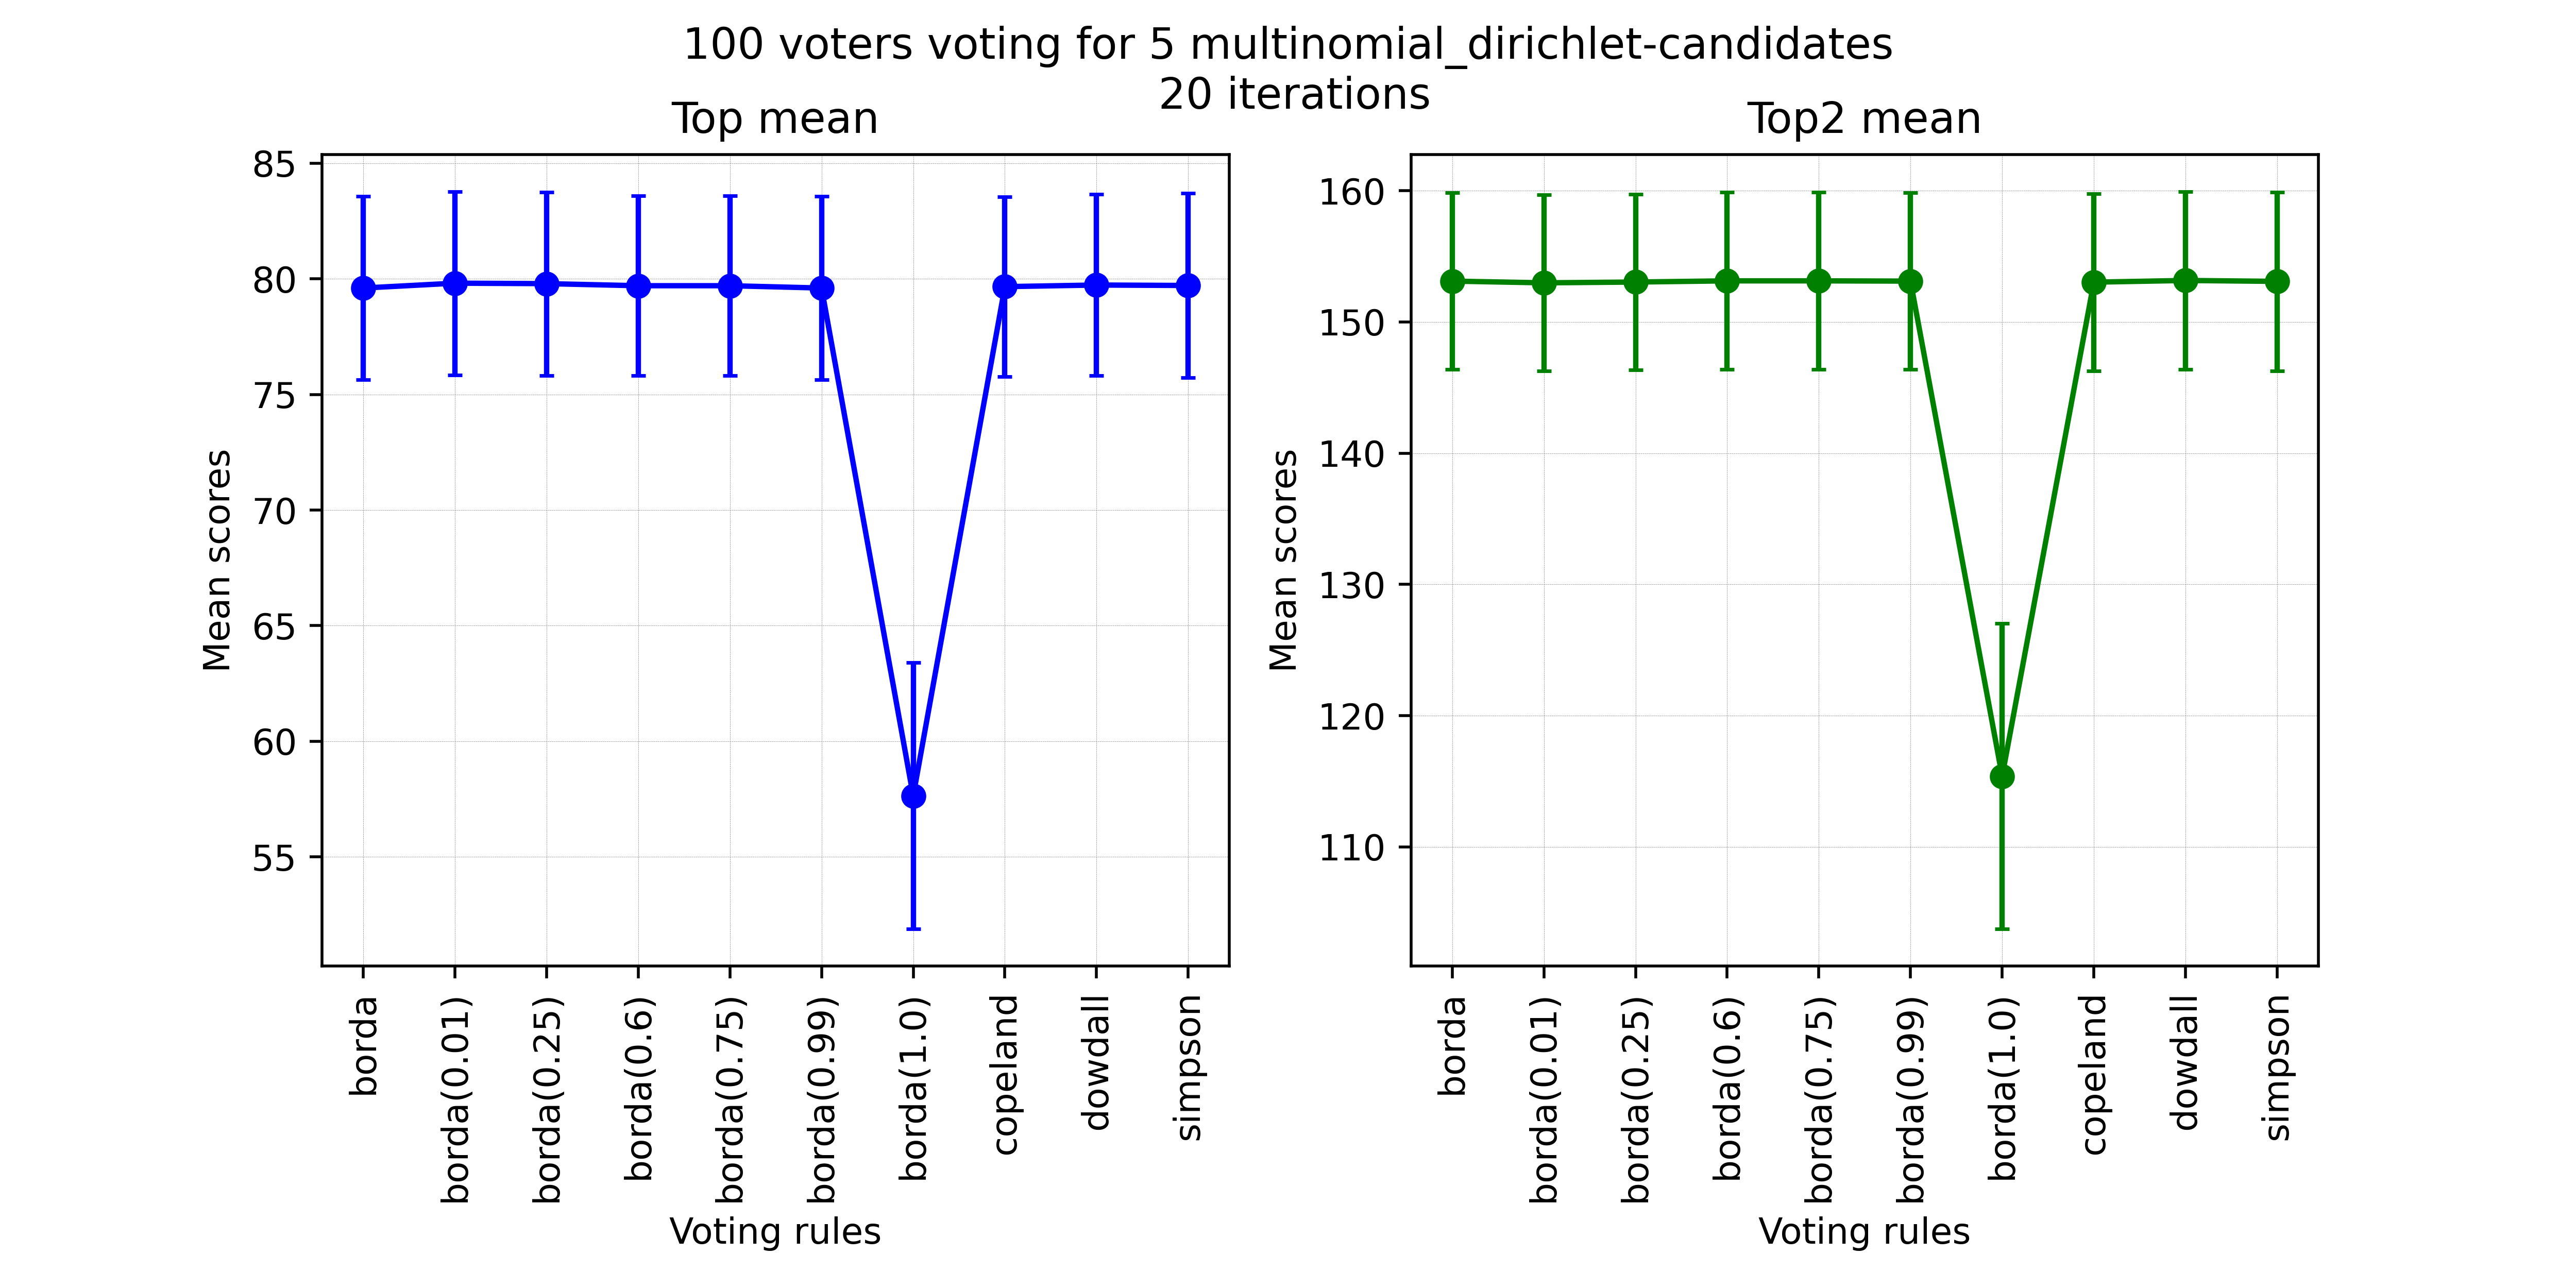 100 voters voting for 5 multinomial_dirichlet-candidates
20 iterations
Top mean
85
80
75
70
65
60
55
Mean scores
borda
borda(0.01)
borda(0.25)
borda(0.6)
borda(0.75)
borda(0.99)
borda(1.0)
copeland
dowdall
simpson
Voting rules
Top2 mean
160
150
140
130
120
110
Mean scores
borda
borda(0.01)
borda(0.25)
borda(0.6)
borda(0.75)
borda(0.99)
borda(1.0)
copeland
dowdall
simpson
Voting rules